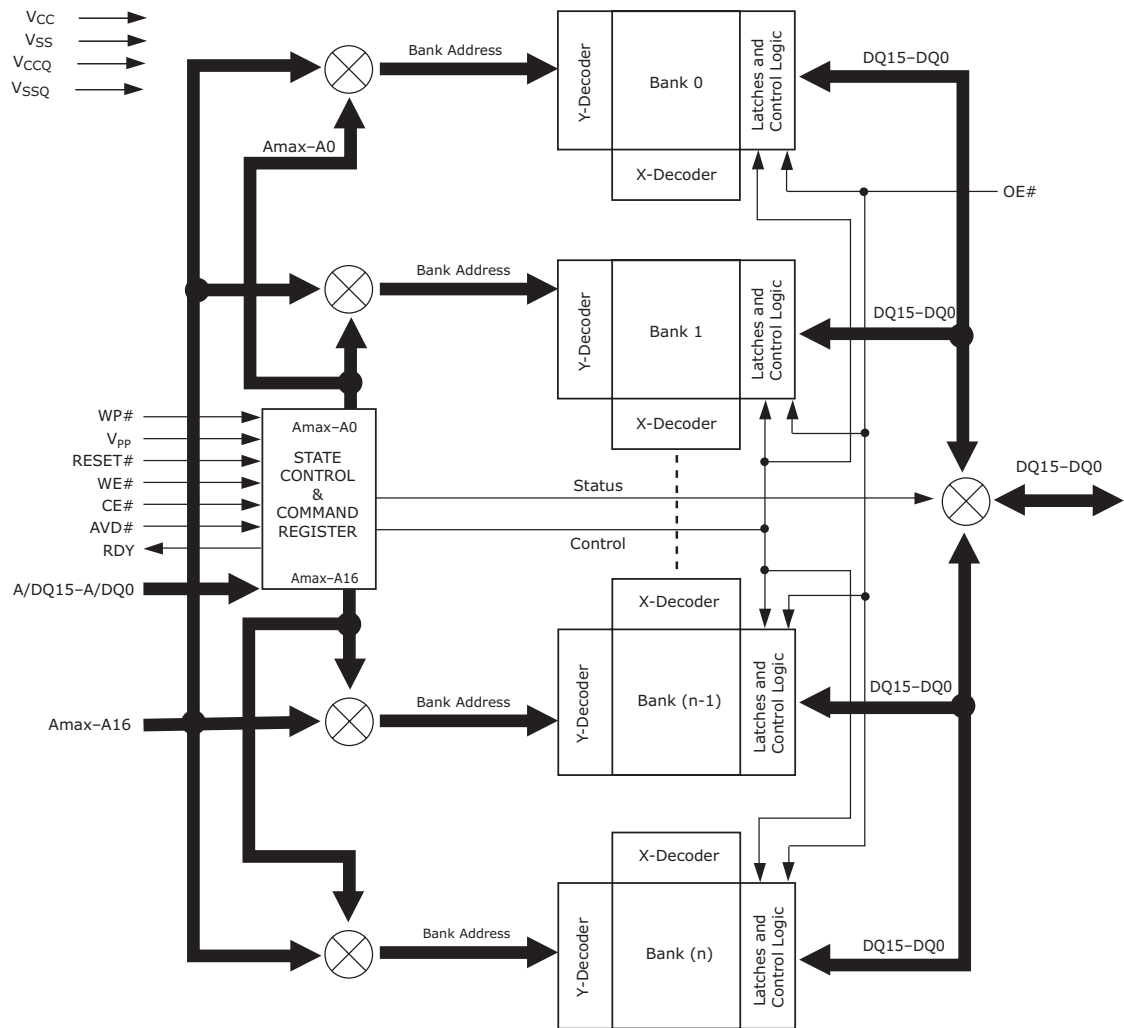 VCC
VSS
VCCQ
VSSQ
Bank Address
Y-Decoder
Bank 0
Latches and
Control Logic
DQ15–DQ0
Amax–A0
X-Decoder
OE#
Bank Address
Y-Decoder
Bank 1
Latches and
Control Logic
DQ15–DQ0
X-Decoder
WP#
VPP
RESET#
WE#
CE#
AVD#
RDY
A/DQ15–A/DQ0
Amax–A0
STATE
CONTROL
&
COMMAND
REGISTER
Amax–A16
Status
Control
DQ15–DQ0
X-Decoder
Amax–A16
Bank Address
Y-Decoder
Bank (n-1)
Latches and
Control Logic
DQ15–DQ0
X-Decoder
Bank Address
Y-Decoder
Bank (n)
Latches and
Control Logic
DQ15–DQ0